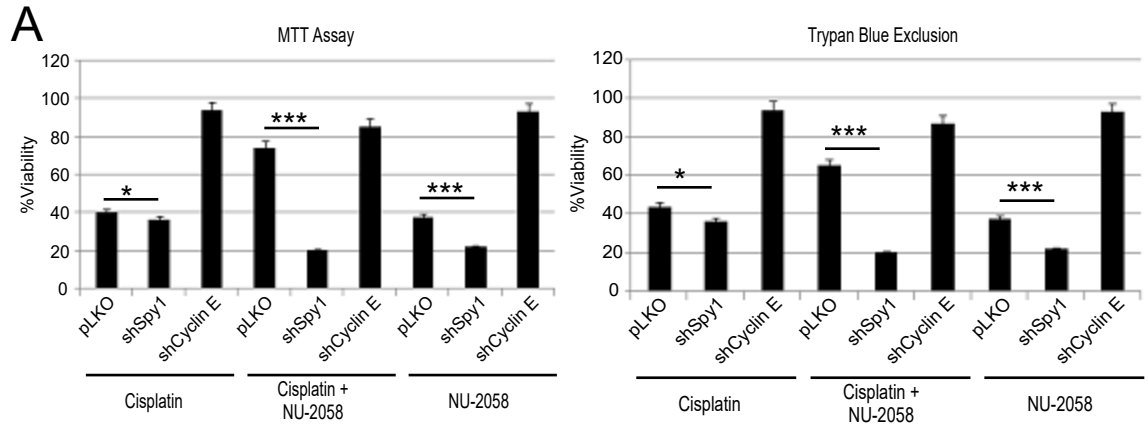 A
MTT Assay
%Viability
120
100
80
60
40
20
0
*
***
***
pLKO
shSpy1
shCyclin E
pLKO
shSpy1
shCyclin E
pLKO
shSpy1
shCyclin E
Cisplatin
Cisplatin +
NU-2058
NU-2058
Trypan Blue Exclusion
%Viability
120
100
80
60
40
20
0
*
***
***
pLKO
shSpy1
shCyclin E
pLKO
shSpy1
shCyclin E
pLKO
shSpy1
shCyclin E
Cisplatin
Cisplatin +
NU-2058
NU-2058